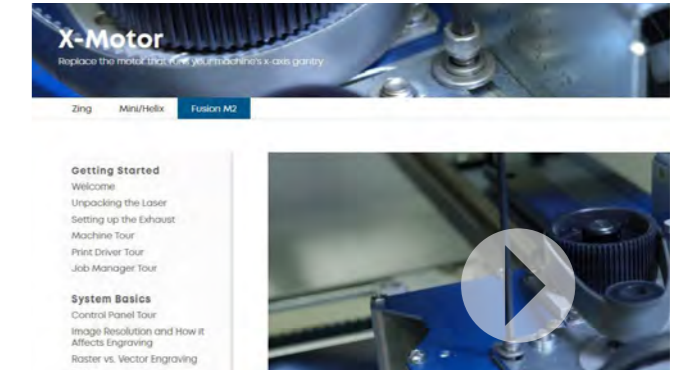 X-Motor
Replace the motor that runs your machine's x-axis gantry
Zing Mini/Helix Fusion M2
Getting Started
Welcome
Unpacking the Laser
Setting up the Exhaust
Machine Tour
Print Driver Tour
Job Manager Tour
System Basics
Control Panel Tour
Image Resolution and How it
Affects Engraving
Raster vs. Vector Engraving